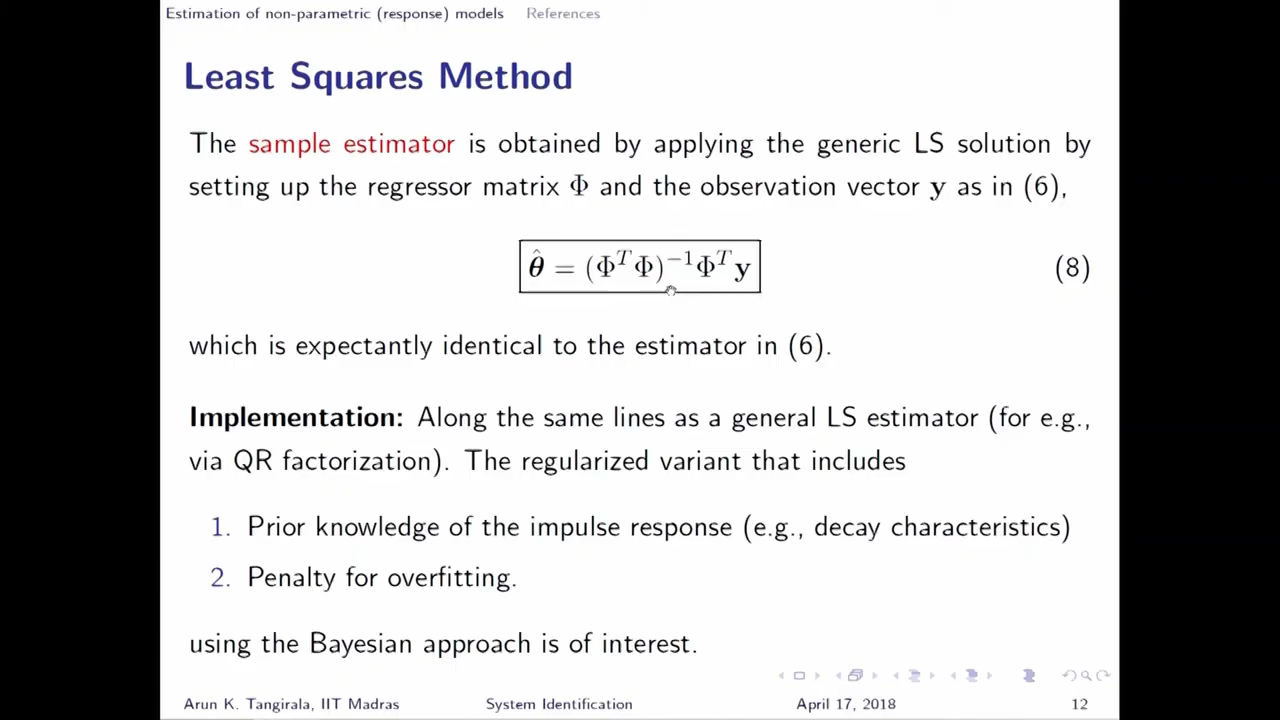 Estimation of non-parametric (response) models References
Least Squares Method
The sample estimator is obtained by applying the generic LS solution by
setting up the regressor matrix Φ and the observation vector y as in (6),
θ̂ = (Φ^T Φ)^{-1} Φ^T y (8)
which is expectantly identical to the estimator in (6).
Implementation: Along the same lines as a general LS estimator (for e.g.,
via QR factorization). The regularized variant that includes
1. Prior knowledge of the impulse response (e.g., decay characteristics)
2. Penalty for overfitting.
using the Bayesian approach is of interest.
Arun K. Tangirala, IIT Madras System Identification April 17, 2018 12